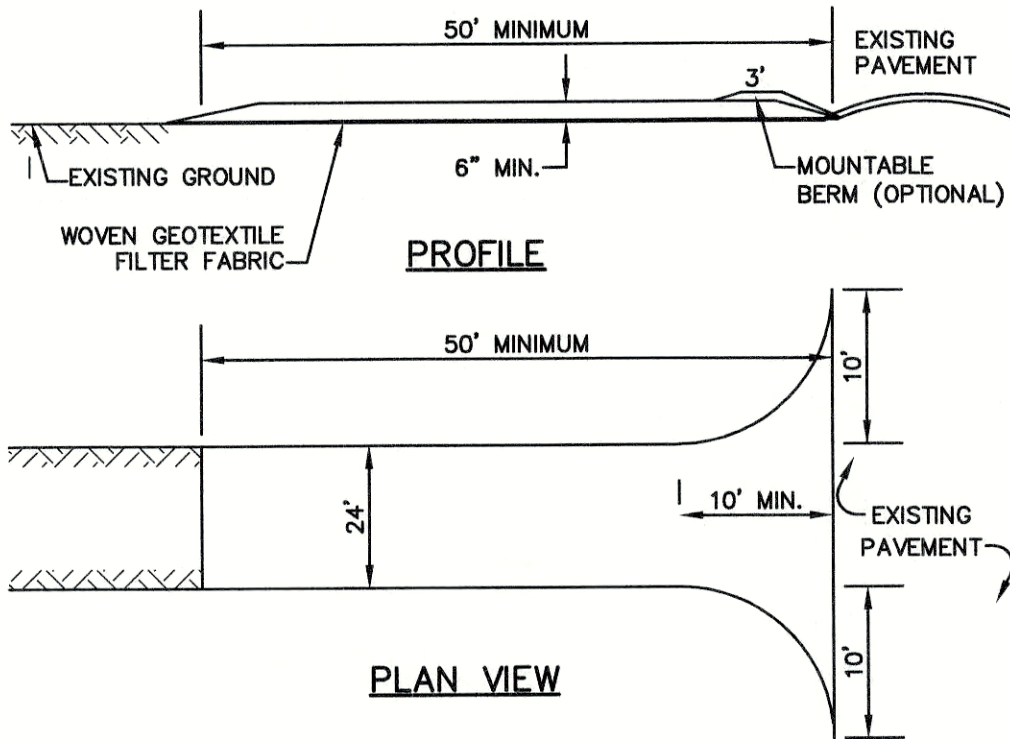 50' MINIMUM
EXISTING
PAVEMENT
3'
EXISTING GROUND
6" MIN.
MOUNTABLE
BERM (OPTIONAL)
WOVEN GEOTEXTILE
FILTER FABRIC
PROFILE
50' MINIMUM
10'
24'
10' MIN.
EXISTING
PAVEMENT
10'
PLAN VIEW